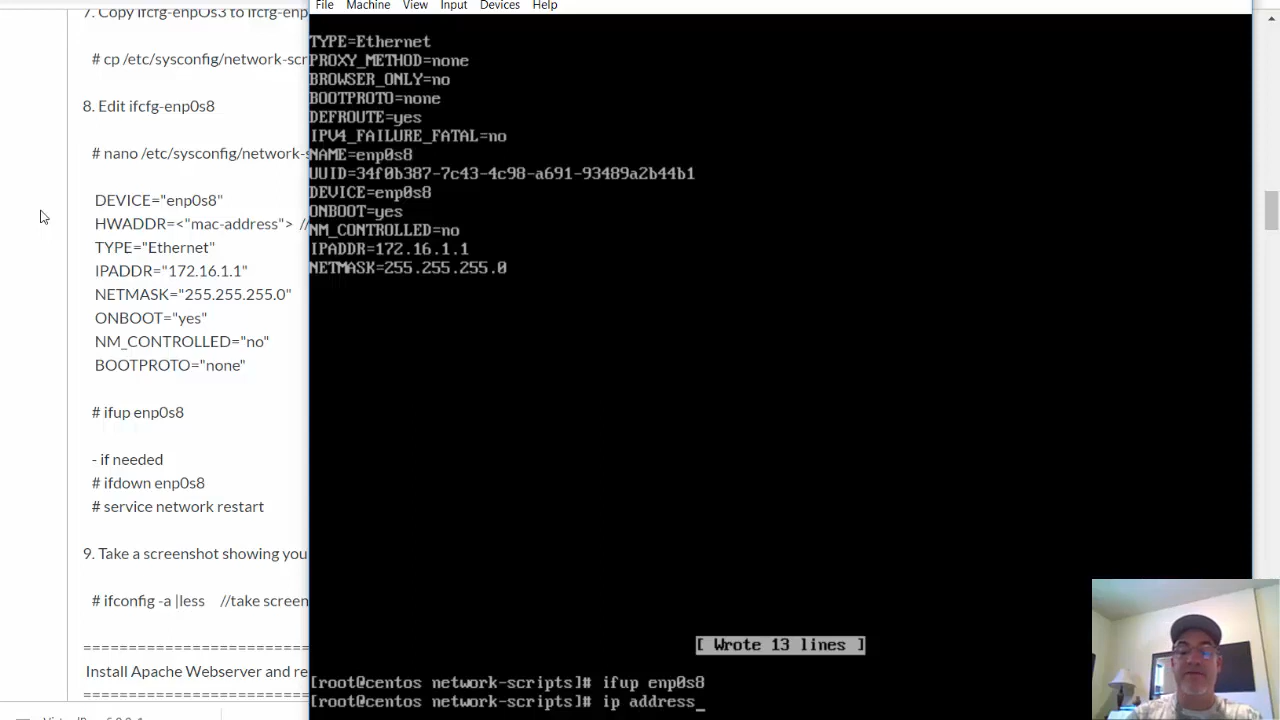 7. Copy ifcfg-enpOs3 to ifcfg-enp
# cp /etc/sysconfig/network-scr
8. Edit ifcfg-enp0s8
# nano /etc/sysconfig/network-s
DEVICE="enp0s8"
HWADDR=<"mac-address"> //
TYPE="Ethernet"
IPADDR="172.16.1.1"
NETMASK="255.255.255.0"
ONBOOT="yes"
NM_CONTROLLED="no"
BOOTPROTO="none"
# ifup enp0s8
- if needed
# ifdown enp0s8
# service network restart
9. Take a screenshot showing you
# ifconfig -a |less //take screen
Install Apache Webserver and re
File Machine View Input Devices Help
TYPE=Ethernet
PROXY_METHOD=none
BROWSER_ONLY=no
BOOTPROTO=none
DEFROUTE=yes
IPV4_FAILURE_FATAL=no
NAME=enp0s8
UUID=34f0b387-7c43-4c98-a691-93489a2b44b1
DEVICE=enp0s8
ONBOOT=yes
NM_CONTROLLED=no
IPADDR=172.16.1.1
NETMASK=255.255.255.0
[ Wrote 13 lines ]
[root@centos network-scripts]# ifup enp0s8
[root@centos network-scripts]# ip address_